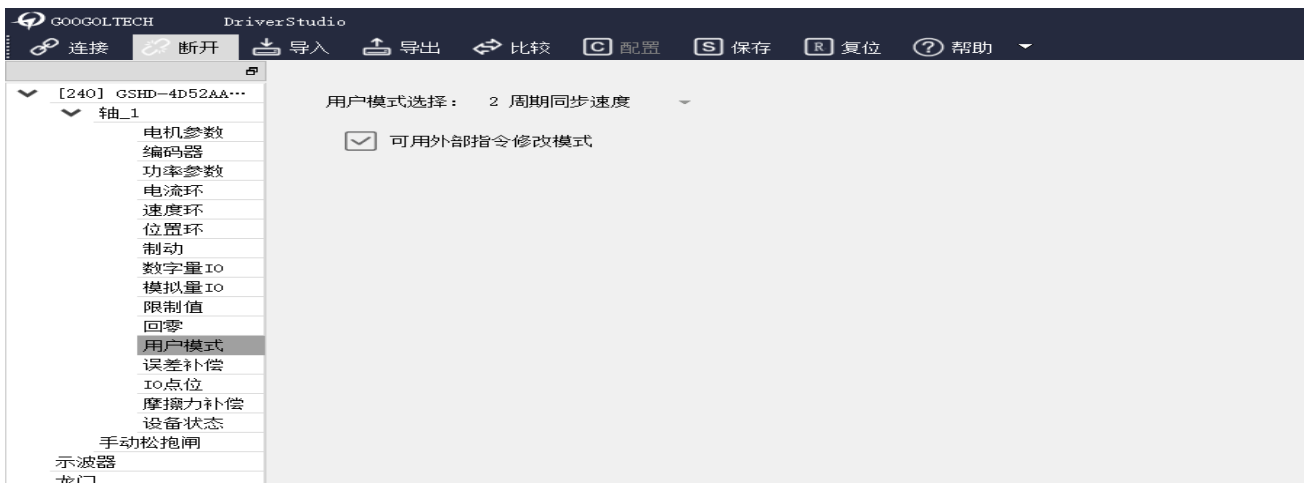 GOOGOLTECH DriverStudio
连接 断开 导入 导出 比较 C 配置 S 保存 R 复位 ? 帮助
[240] GSHD-4D52AA…
轴_1
电机参数
编码器
功率参数
电流环
速度环
位置环
制动
数字量IO
模拟量IO
限制值
回零
用户模式
误差补偿
IO点位
摩擦力补偿
设备状态
手动松抱闸
示波器
龙门
用户模式选择： 2 周期同步速度
可用外部指令修改模式